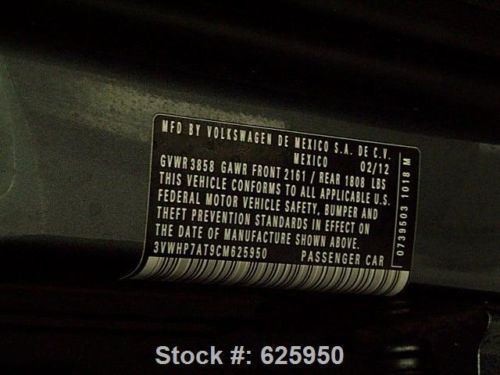 MFD BY VOLKSWAGEN DE MEXICO S.A. DE C.V.
MEXICO 02/12
GVWR 3858 GAWR FRONT 2161 / REAR 1808 LBS
THIS VEHICLE CONFORMS TO ALL APPLICABLE U.S.
FEDERAL MOTOR VEHICLE SAFETY, BUMPER AND
THEFT PREVENTION STANDARDS IN EFFECT ON
THE DATE OF MANUFACTURE SHOWN ABOVE.
3VWHP7AT9CM625950 PASSENGER CAR
0739503 1018 M
Stock #: 625950